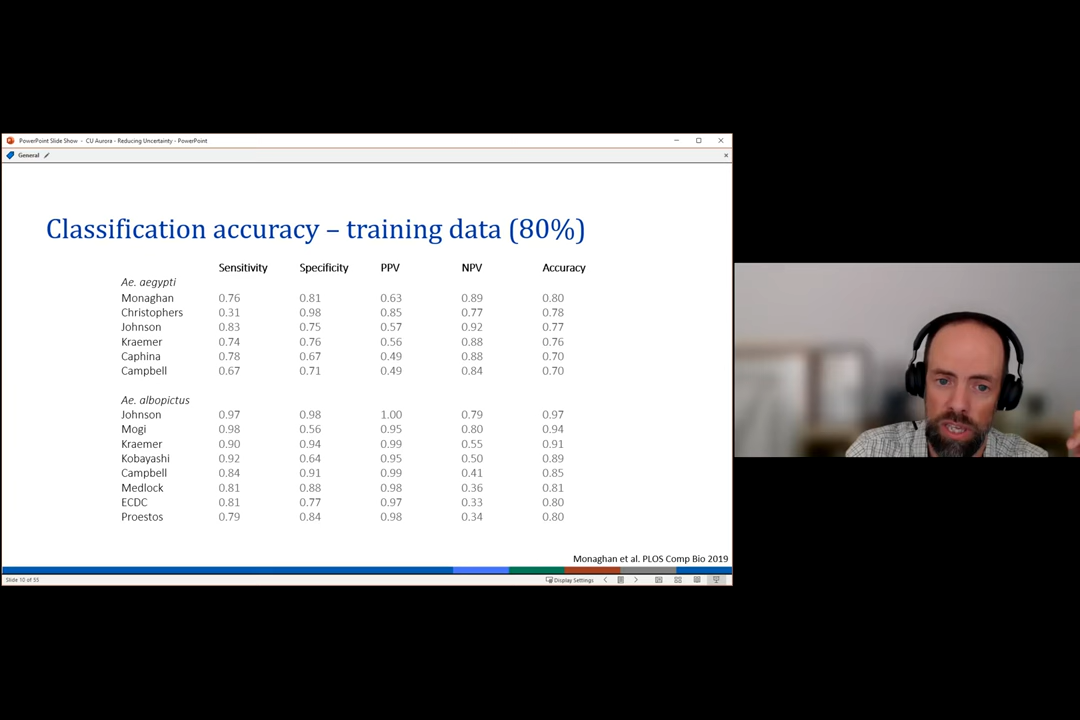 PowerPoint Slide Show - CU Aurora - Reducing Uncertainty - PowerPoint
General
Classification accuracy – training data (80%)
Sensitivity Specificity PPV NPV Accuracy
Ae. aegypti
Monaghan 0.76 0.81 0.63 0.89 0.80
Christophers 0.31 0.98 0.85 0.77 0.78
Johnson 0.83 0.75 0.57 0.92 0.77
Kraemer 0.74 0.76 0.56 0.88 0.76
Caphina 0.78 0.67 0.49 0.88 0.70
Campbell 0.67 0.71 0.49 0.84 0.70
Ae. albopictus
Johnson 0.97 0.98 1.00 0.79 0.97
Mogi 0.98 0.56 0.95 0.80 0.94
Kraemer 0.90 0.94 0.99 0.55 0.91
Kobayashi 0.92 0.64 0.95 0.50 0.89
Campbell 0.84 0.91 0.99 0.41 0.85
Medlock 0.81 0.88 0.98 0.36 0.81
ECDC 0.81 0.77 0.97 0.33 0.80
Proestos 0.79 0.84 0.98 0.34 0.80
Monaghan et al. PLOS Comp Bio 2019
Slide 10 of 55 Display Settings